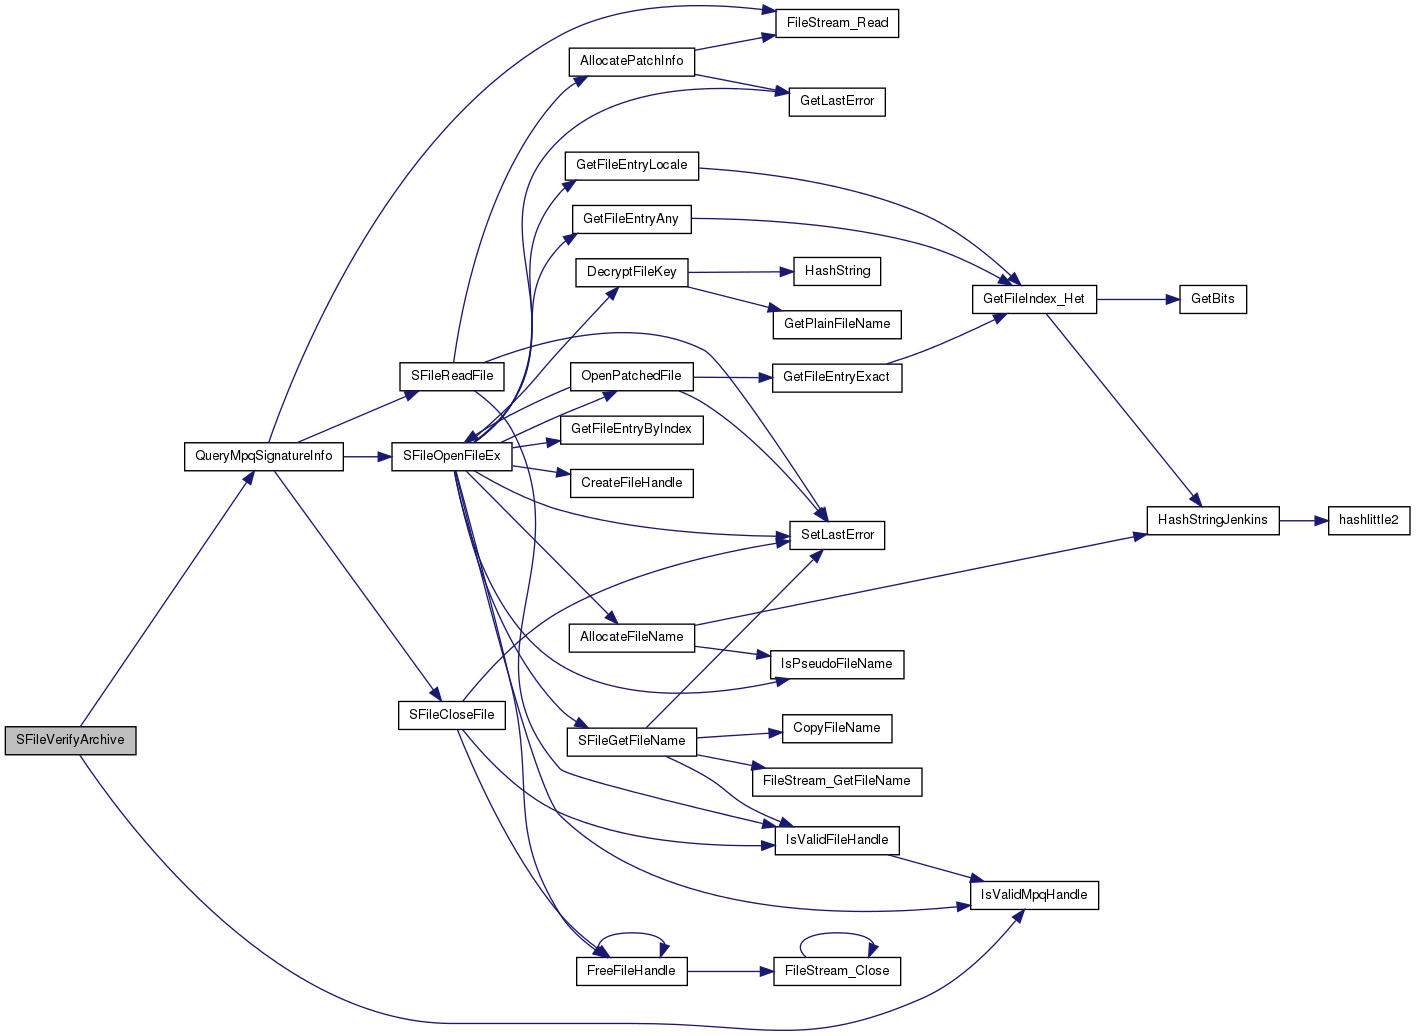 FileStream_Read
AllocatePatchInfo
GetLastError
GetFileEntryLocale
GetFileEntryAny
DecryptFileKey
HashString
GetFileIndex_Het
GetBits
GetPlainFileName
SFileReadFile
OpenPatchedFile
GetFileEntryExact
GetFileEntryByIndex
QueryMpqSignatureInfo
SFileOpenFileEx
CreateFileHandle
HashStringJenkins
hashlittle2
SetLastError
AllocateFileName
IsPseudoFileName
SFileCloseFile
CopyFileName
SFileVerifyArchive
SFileGetFileName
FileStream_GetFileName
IsValidFileHandle
IsValidMpqHandle
FreeFileHandle
FileStream_Close